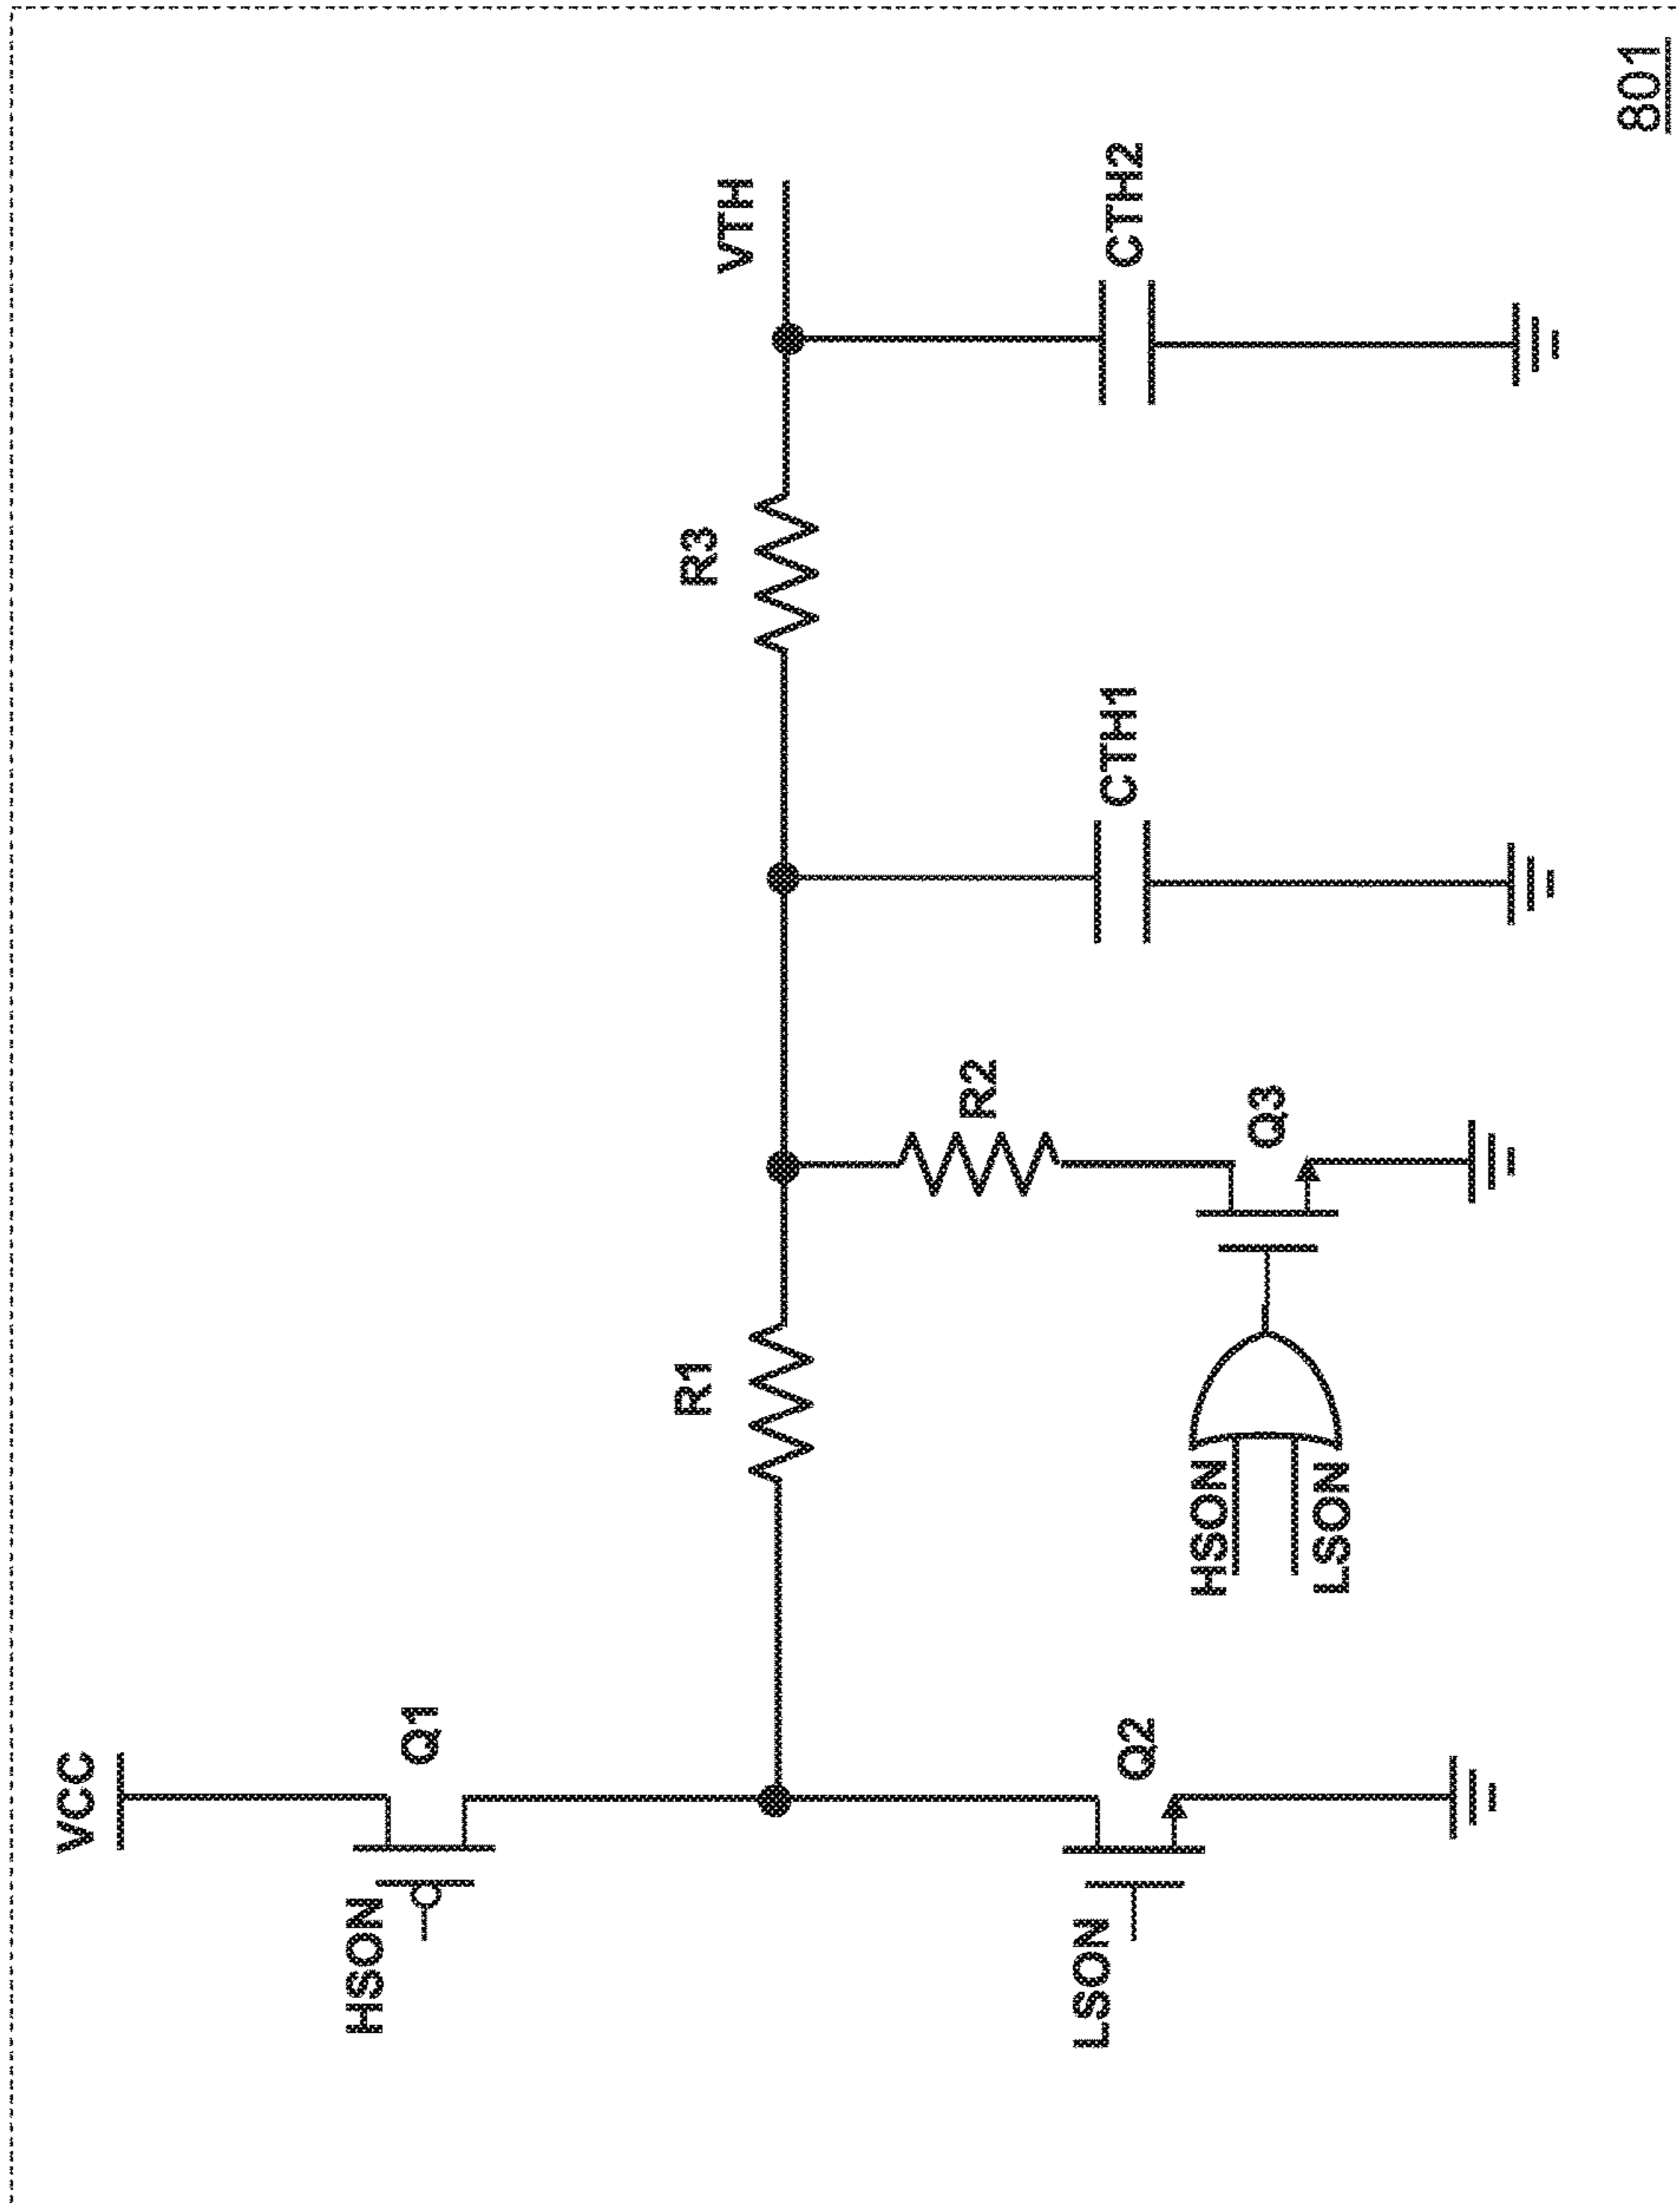 VCC
HSON
Q1
LSON
Q2
R1
HSON
LSON
R2
Q3
CTH1
R3
VTH
CTH2
801